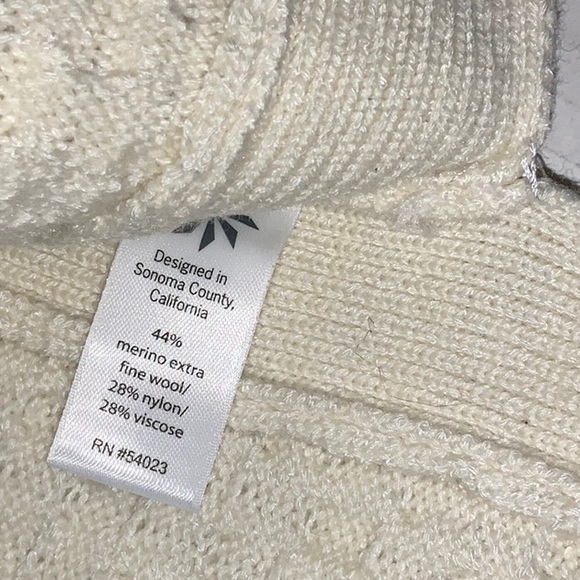 Designed in
Sonoma County,
California
44%
merino extra
fine wool/
28% nylon/
28% viscose
RN #54023